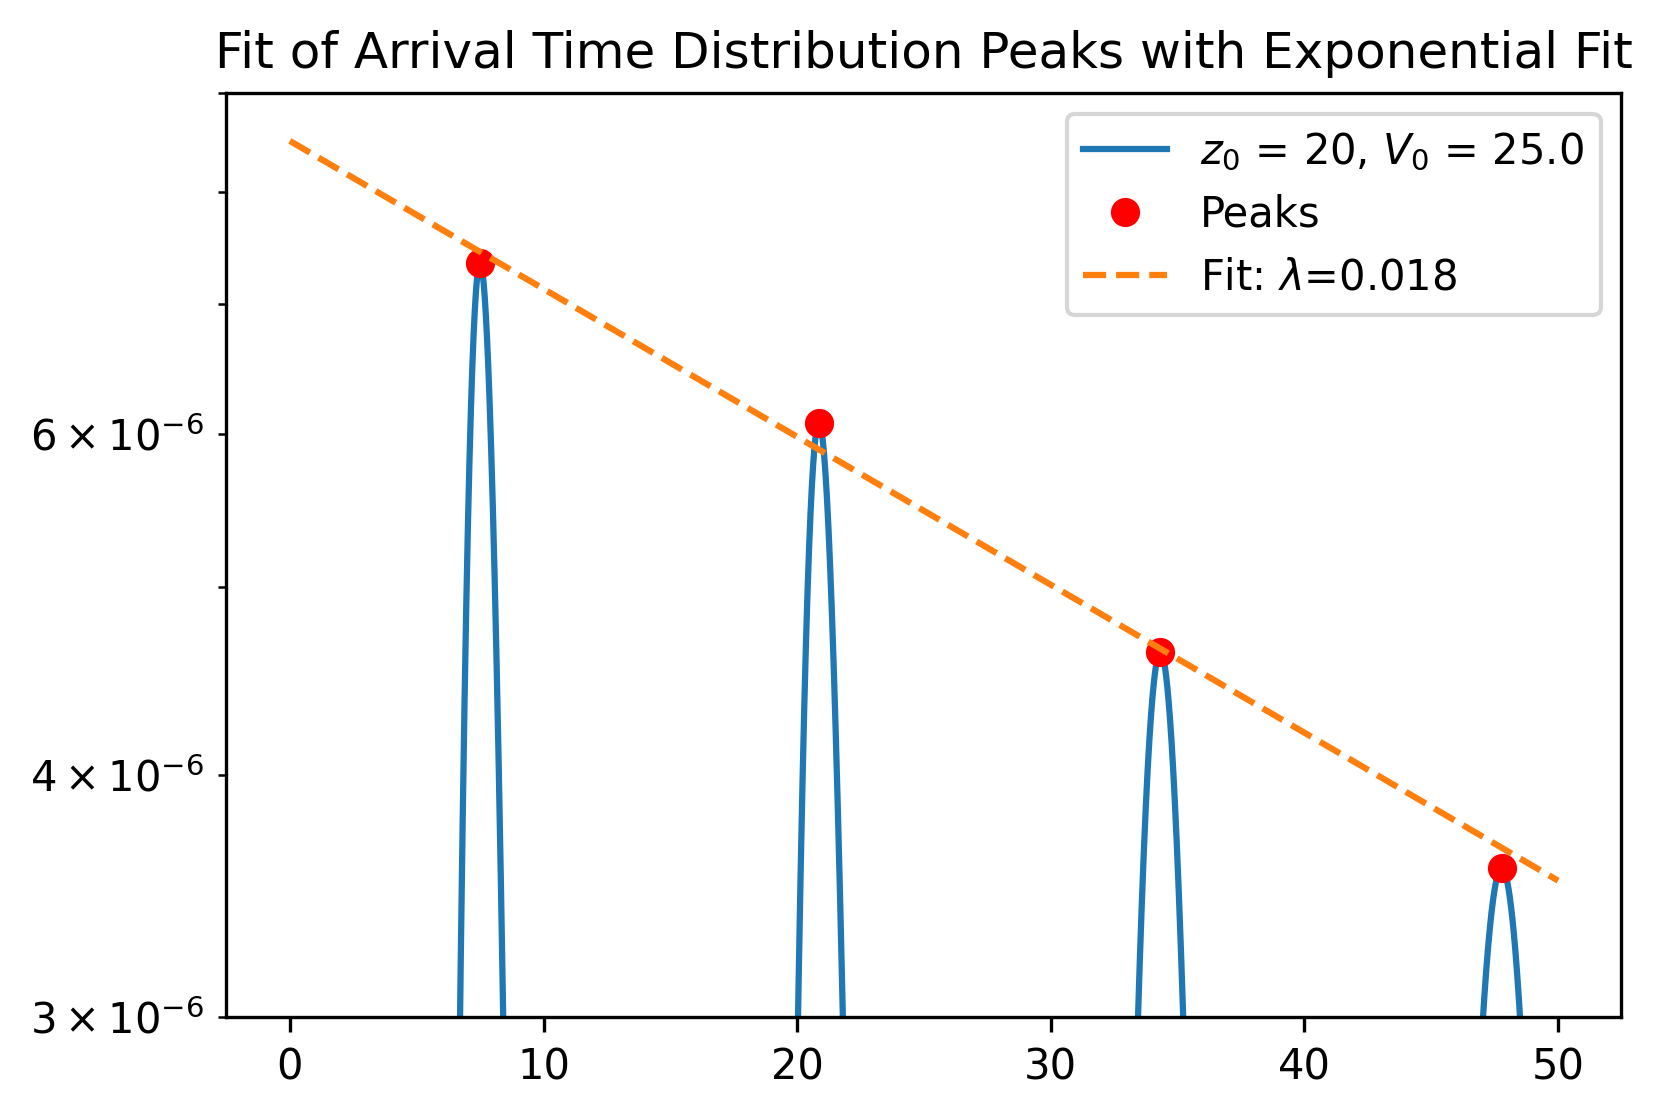 Fit of Arrival Time Distribution Peaks with Exponential Fit
z₀ = 20, V₀ = 25.0
Peaks
Fit: λ=0.018
6 × 10⁻⁶
4 × 10⁻⁶
3 × 10⁻⁶
0 10 20 30 40 50